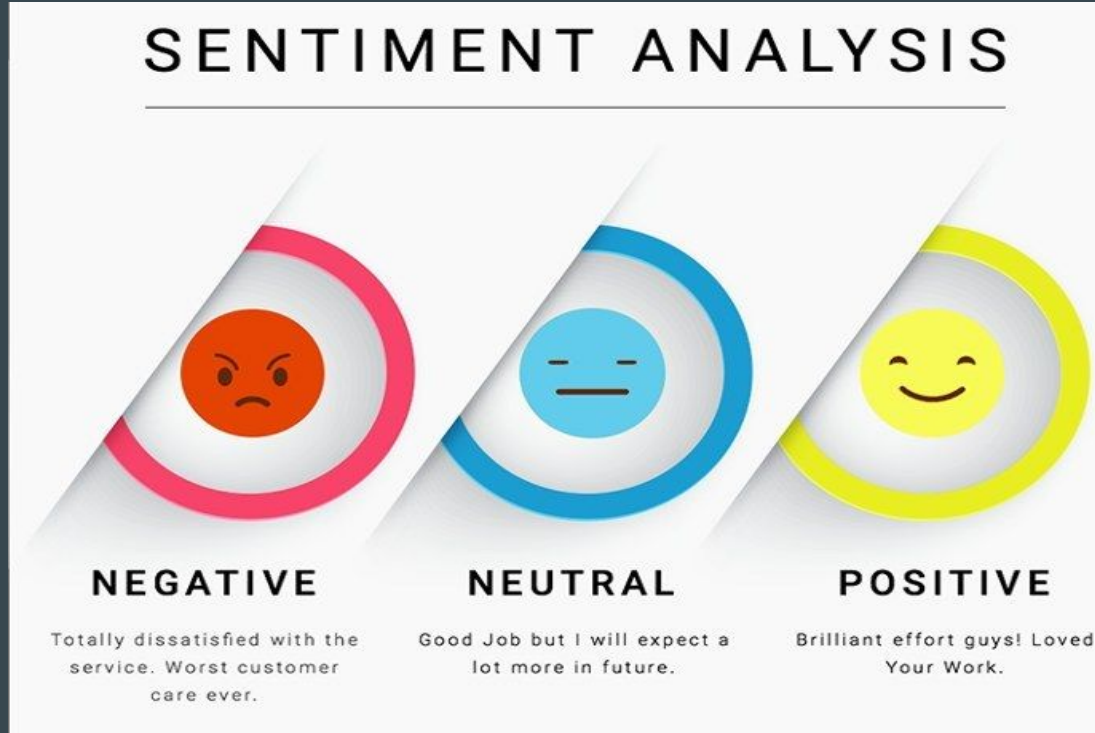 SENTIMENT ANALYSIS
NEGATIVE
Totally dissatisfied with the
service. Worst customer
care ever.
NEUTRAL
Good Job but I will expect a
lot more in future.
POSITIVE
Brilliant effort guys! Loved
Your Work.